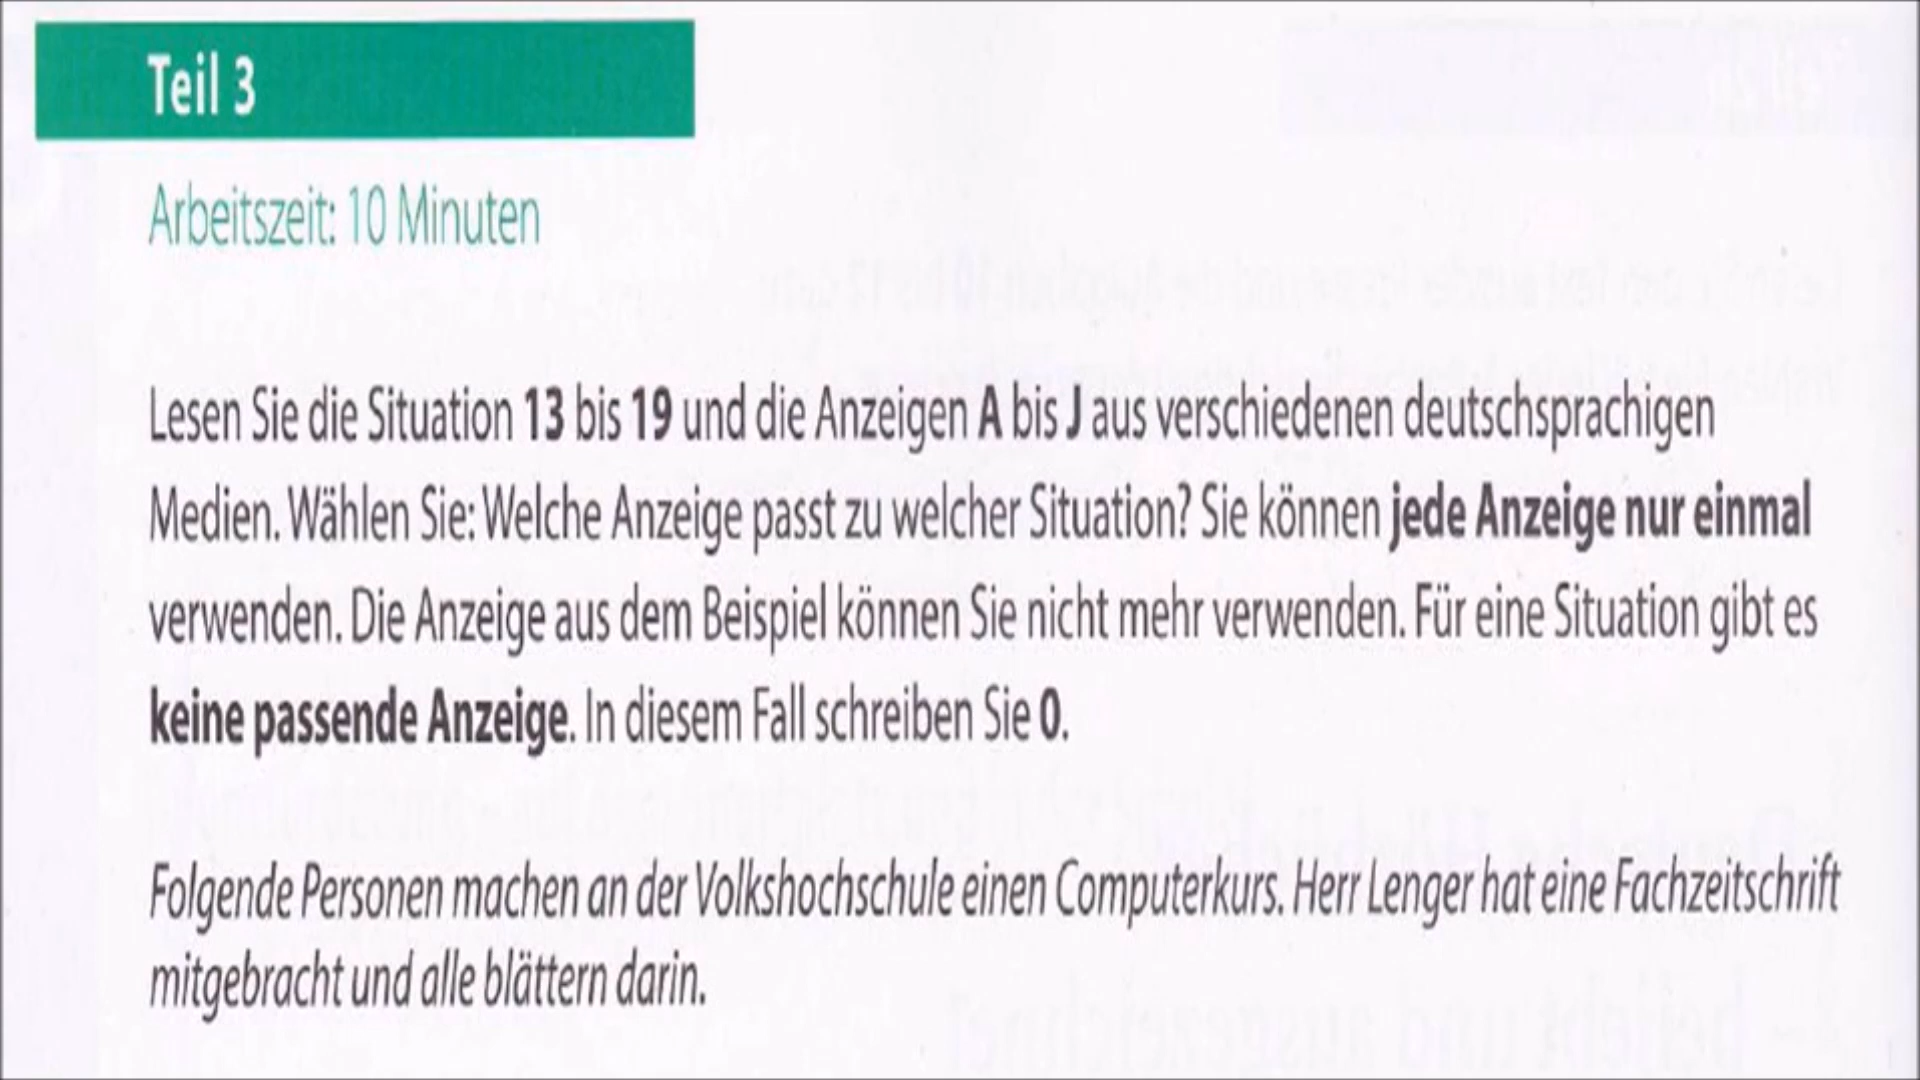 Teil 3
Arbeitszeit: 10 Minuten
Lesen Sie die Situation 13 bis 19 und die Anzeigen A bis J aus verschiedenen deutschsprachigen
Medien. Wählen Sie: Welche Anzeige passt zu welcher Situation? Sie können jede Anzeige nur einmal
verwenden. Die Anzeige aus dem Beispiel können Sie nicht mehr verwenden. Für eine Situation gibt es
keine passende Anzeige. In diesem Fall schreiben Sie 0.
Folgende Personen machen an der Volkshochschule einen Computerkurs. Herr Lenger hat eine Fachzeitschrift
mitgebracht und alle blättern darin.